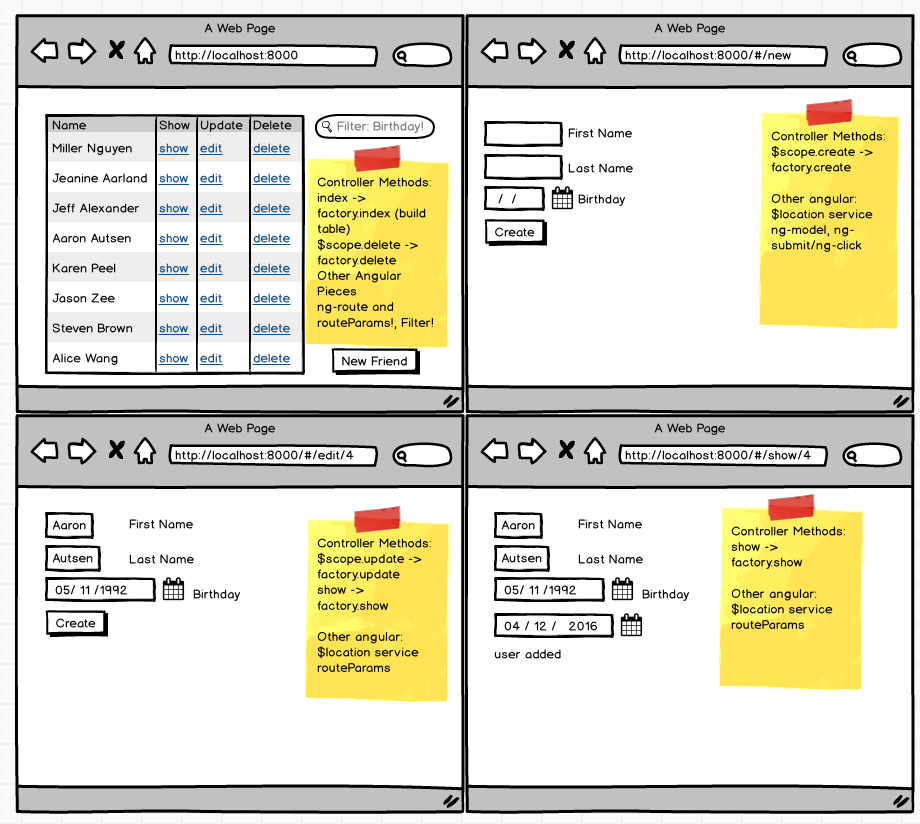 A Web Page
http://localhost:8000
Name Show Update Delete
Miller Nguyen show edit delete
Jeanine Aarland show edit delete
Jeff Alexander show edit delete
Aaron Autsen show edit delete
Karen Peel show edit delete
Jason Zee show edit delete
Steven Brown show edit delete
Alice Wang show edit delete
Filter: Birthday!
Controller Methods:
index ->
factory.index (build
table)
$scope.delete ->
factory.delete
Other Angular
Pieces
ng-route and
routeParams!, Filter!
New Friend
A Web Page
http://localhost:8000/#/new
First Name
Last Name
/ / Birthday
Create
Controller Methods:
$scope.create ->
factory.create
Other angular:
$location service
ng-model, ng-
submit/ng-click
A Web Page
http://localhost:8000/#/edit/4
Aaron First Name
Autsen Last Name
05/ 11 /1992 Birthday
Create
Controller Methods:
$scope.update ->
factory.update
show ->
factory.show
Other angular:
$location service
routeParams
A Web Page
http://localhost:8000/#/show/4
Aaron First Name
Autsen Last Name
05/ 11 /1992 Birthday
04 / 12 / 2016
user added
Controller Methods:
show ->
factory.show
Other angular:
$location service
routeParams